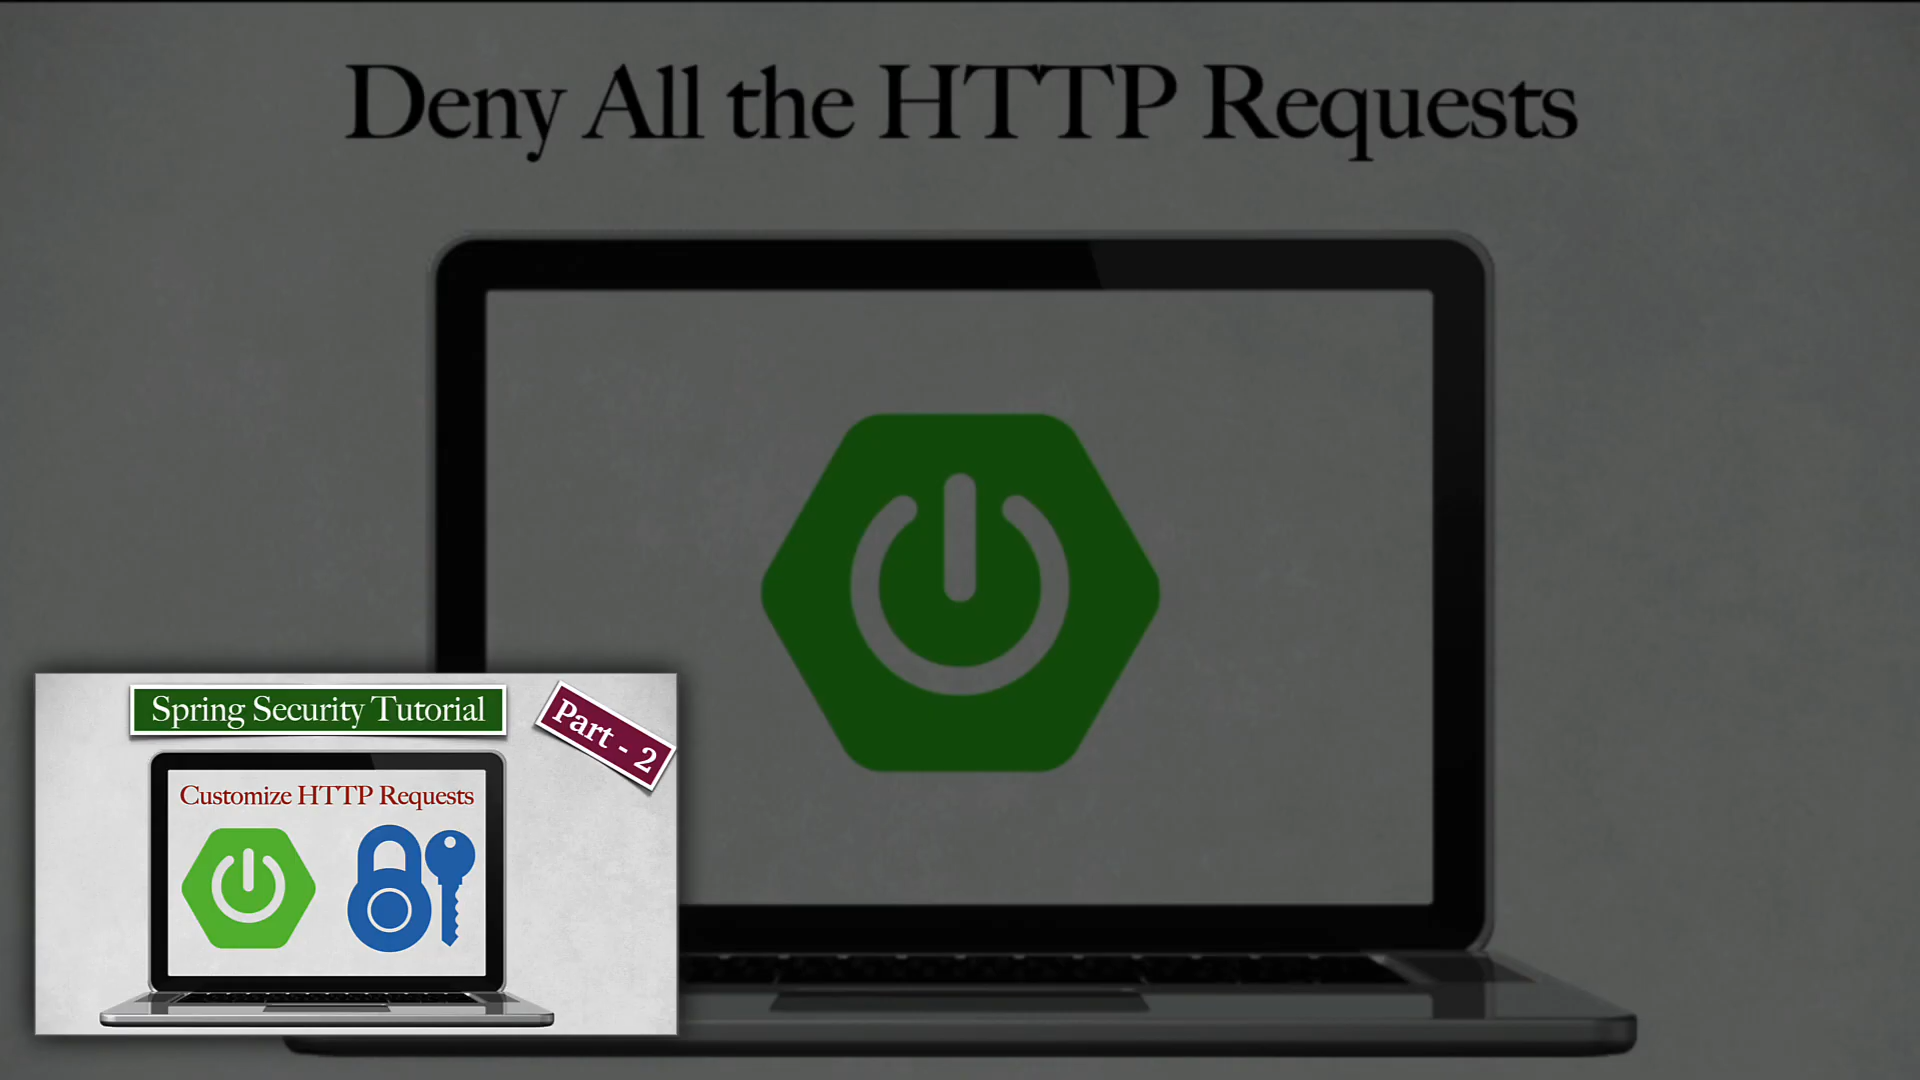 Deny All the HTTP Requests
Spring Security Tutorial
Part - 2
Customize HTTP Requests